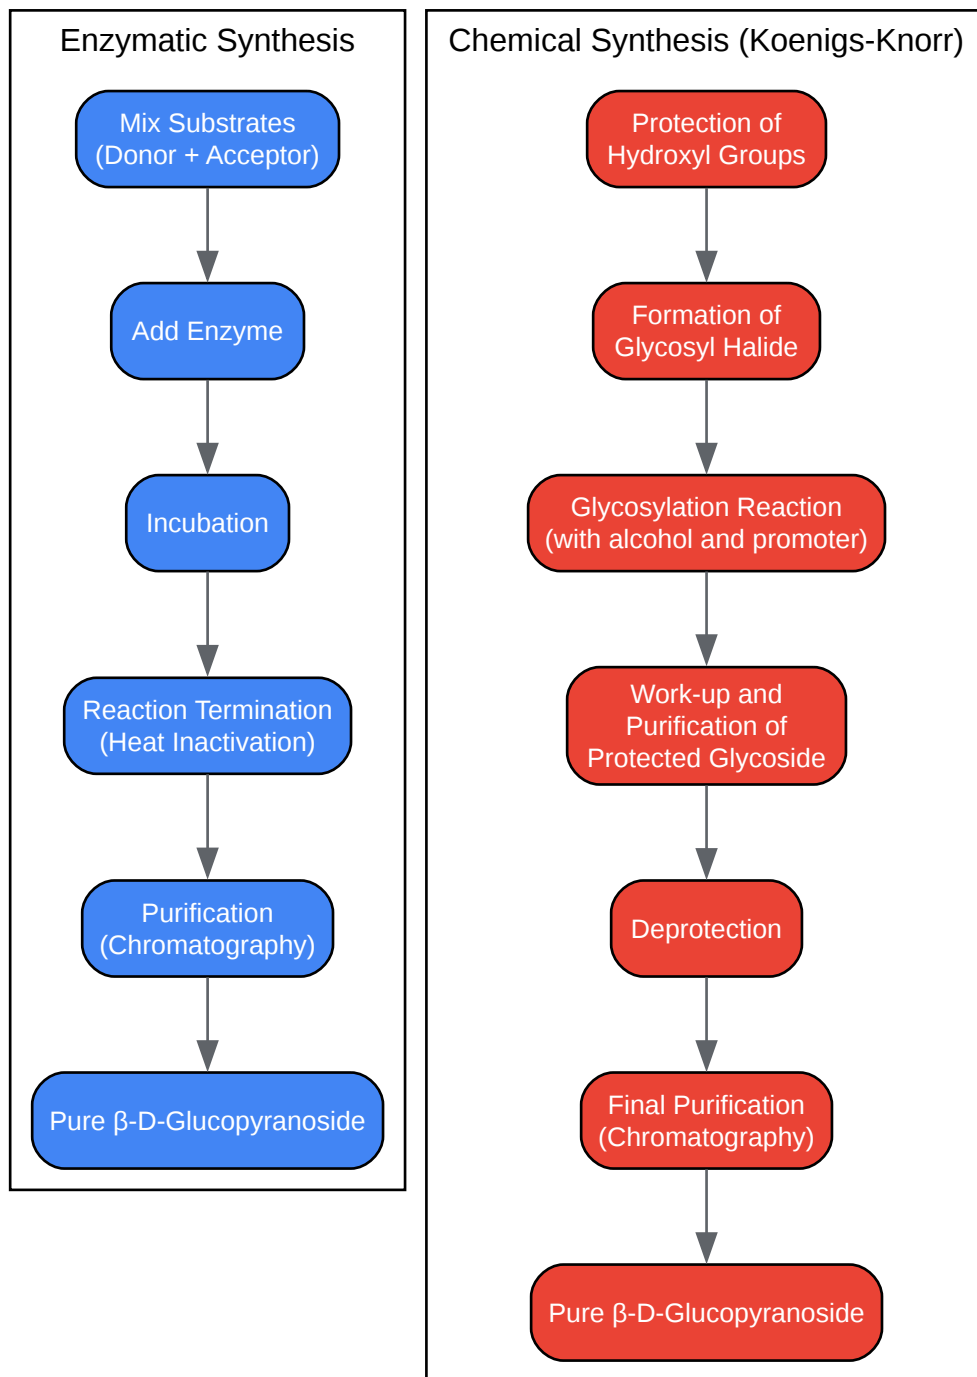 Enzymatic Synthesis
Mix Substrates
(Donor + Acceptor)
Add Enzyme
Incubation
Reaction Termination
(Heat Inactivation)
Purification
(Chromatography)
Pure β-D-Glucopyranoside
Chemical Synthesis (Koenigs-Knorr)
Protection of
Hydroxyl Groups
Formation of
Glycosyl Halide
Glycosylation Reaction
(with alcohol and promoter)
Work-up and
Purification of
Protected Glycoside
Deprotection
Final Purification
(Chromatography)
Pure β-D-Glucopyranoside